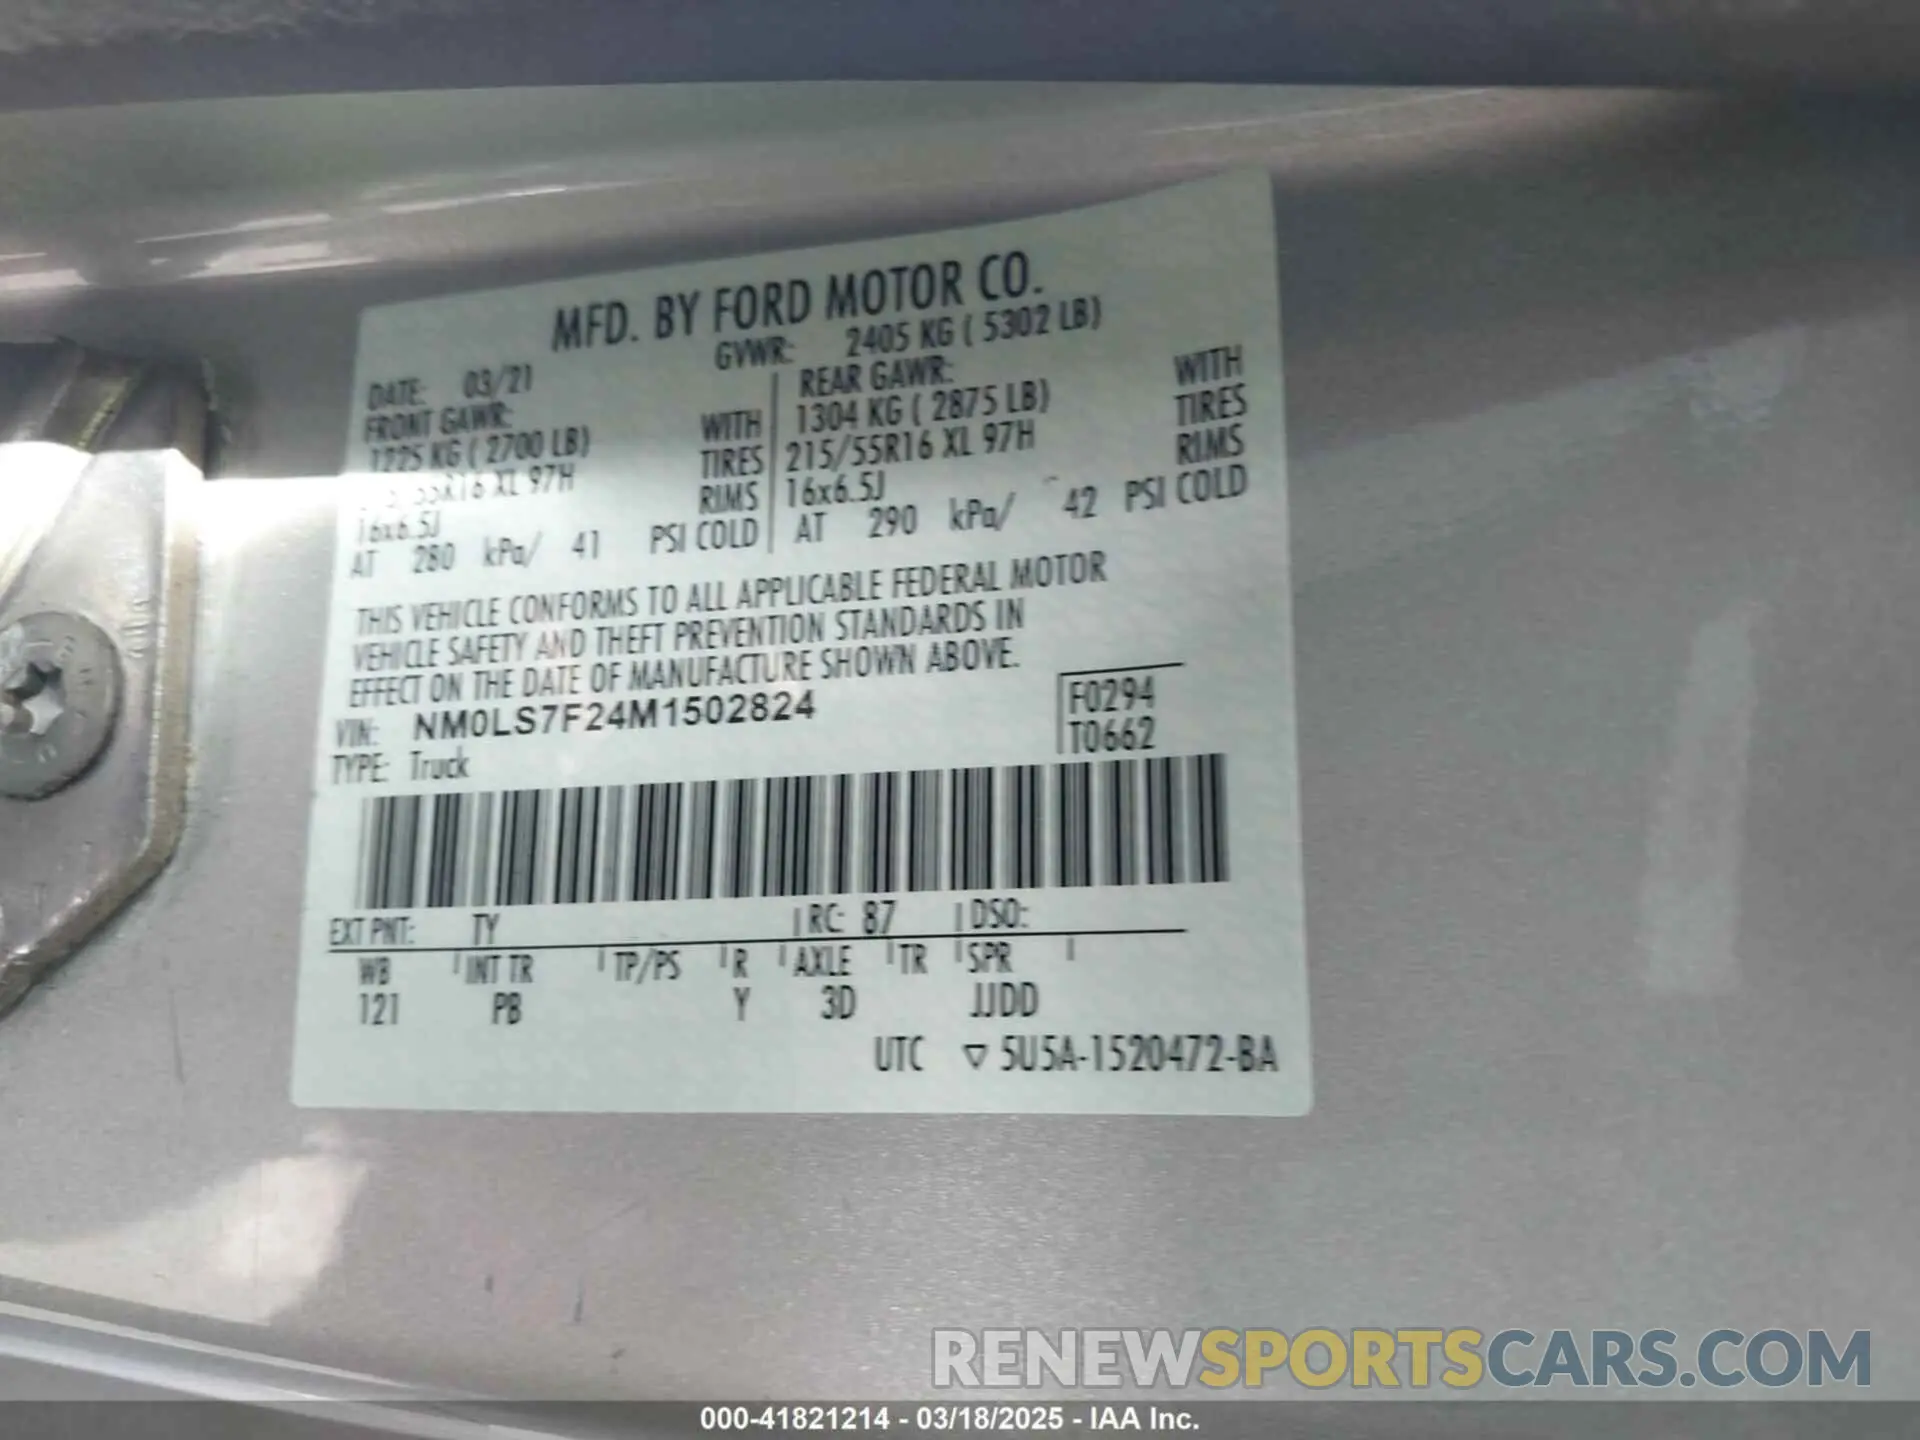 MFD. BY FORD MOTOR CO.
DATE: 03/21 GVWR: 2405 KG ( 5302 LB)
FRONT GAWR: REAR GAWR:
1225 KG ( 2700 LB) WITH 1304 KG ( 2875 LB) WITH
55R16 XL 97H TIRES 215/55R16 XL 97H TIRES
16x6.5J RIMS 16x6.5J RIMS
AT 280 kPa/ 41 PSI COLD AT 290 kPa/ 42 PSI COLD
THIS VEHICLE CONFORMS TO ALL APPLICABLE FEDERAL MOTOR
VEHICLE SAFETY AND THEFT PREVENTION STANDARDS IN
EFFECT ON THE DATE OF MANUFACTURE SHOWN ABOVE.
VIN: NM0LS7F24M1502824 F0294
TYPE: Truck T0662
EXT PNT: TY RC: 87 DSO:
WB INT TR TP/PS R AXLE TR SPR
121 PB Y 3D JJDD
UTC ▽ 5U5A-1520472-BA
RENEWSPORTSCARS.COM
000-41821214 - 03/18/2025 - IAA Inc.